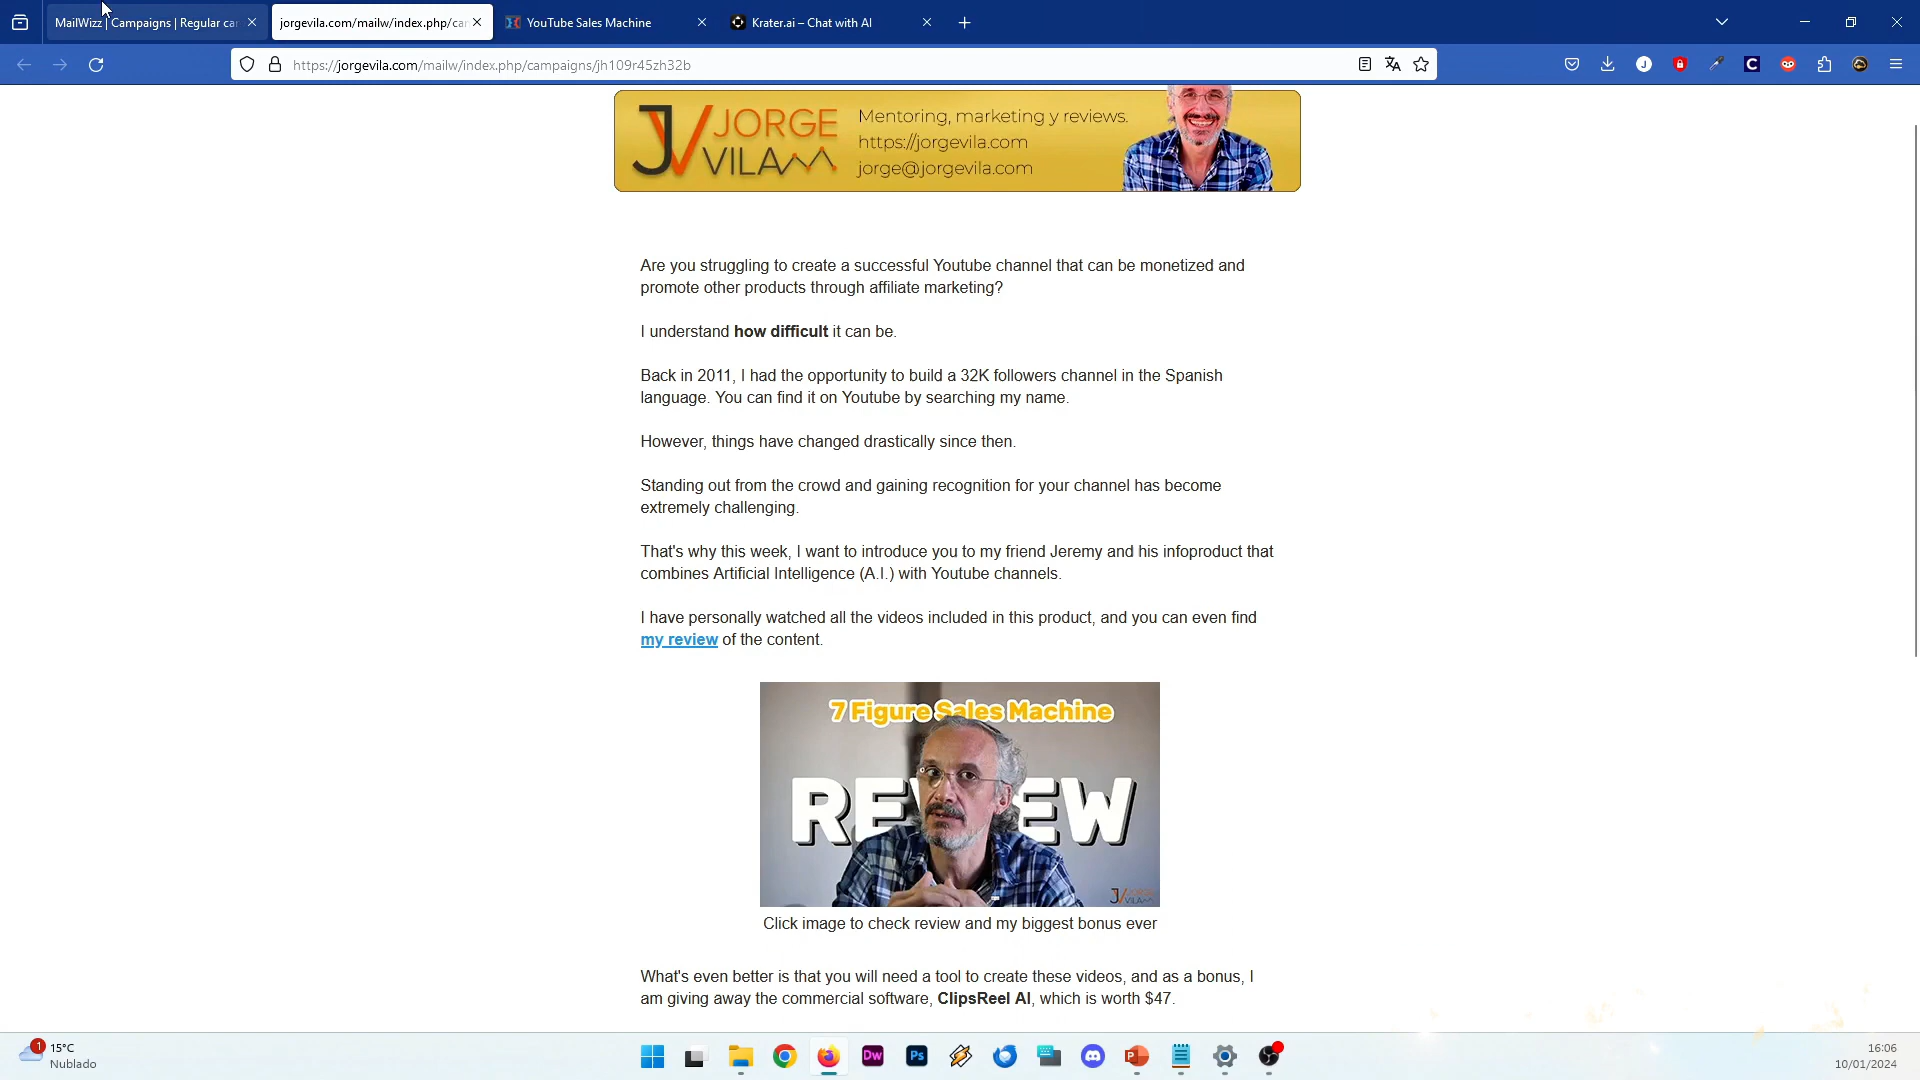 MailWizz | Campaigns | Regular ca
jorgevila.com/mailw/index.php/car
YouTube Sales Machine
Krater.ai – Chat with AI
https://jorgevila.com/mailw/index.php/campaigns/jh109r45zh32b
JORGE
VILA
Mentoring, marketing y reviews.
https://jorgevila.com
jorge@jorgevila.com
Are you struggling to create a successful Youtube channel that can be monetized and
promote other products through affiliate marketing?
I understand how difficult it can be.
Back in 2011, I had the opportunity to build a 32K followers channel in the Spanish
language. You can find it on Youtube by searching my name.
However, things have changed drastically since then.
Standing out from the crowd and gaining recognition for your channel has become
extremely challenging.
That's why this week, I want to introduce you to my friend Jeremy and his infoproduct that
combines Artificial Intelligence (A.I.) with Youtube channels.
I have personally watched all the videos included in this product, and you can even find
my review of the content.
7 Figure Sales Machine
REVIEW
JORGE
VILA
Click image to check review and my biggest bonus ever
What's even better is that you will need a tool to create these videos, and as a bonus, I
am giving away the commercial software, ClipsReel AI, which is worth $47.
1
15°C
Nublado
Dw
Ps
16:06
10/01/2024